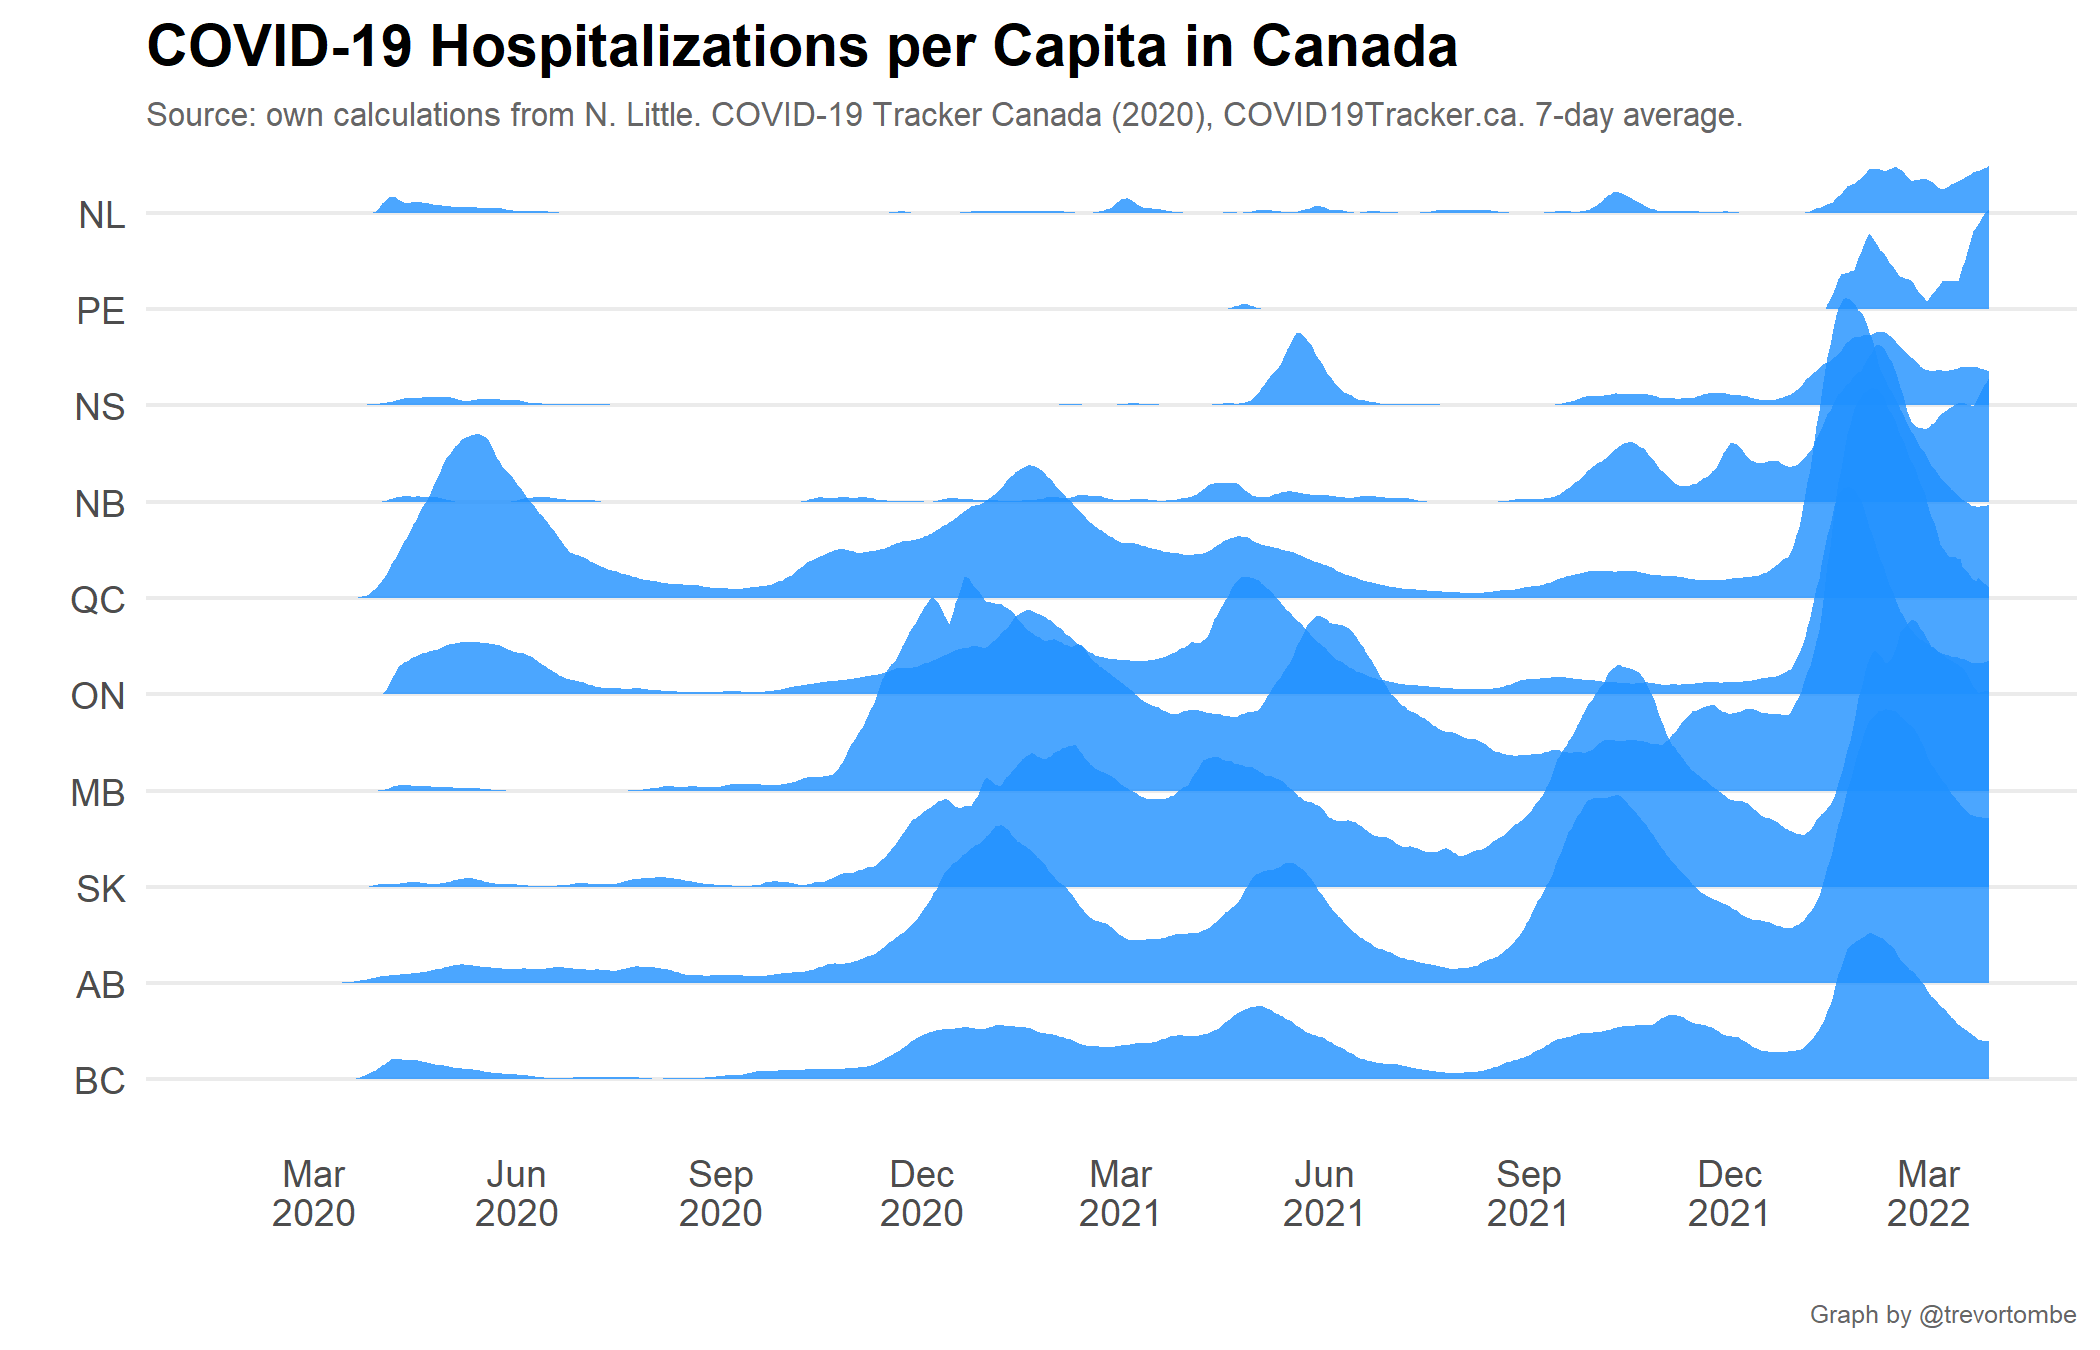 COVID-19 Hospitalizations per Capita in Canada
Source: own calculations from N. Little. COVID-19 Tracker Canada (2020), COVID19Tracker.ca. 7-day average.
NL
PE
NS
NB
QC
ON
MB
SK
AB
BC
Mar Jun Sep Dec Mar Jun Sep Dec Mar
2020 2020 2020 2020 2021 2021 2021 2021 2022
Graph by @trevortombe